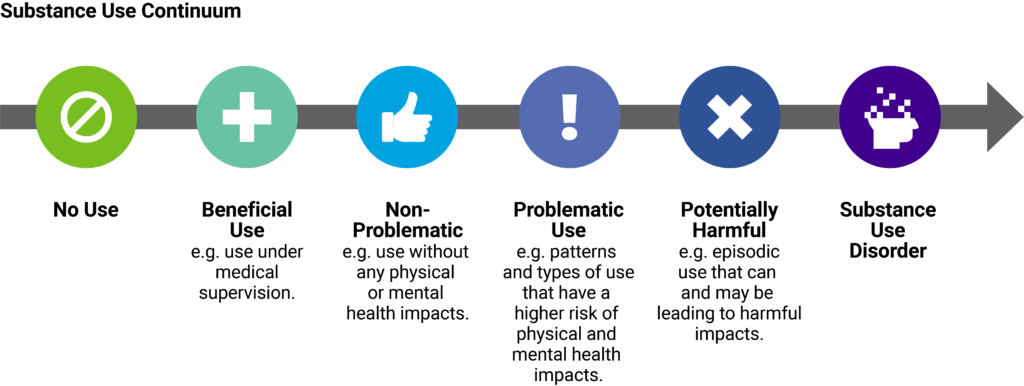 Substance Use Continuum
No Use
Beneficial
Use
e.g. use under
medical
supervision.
Non-
Problematic
e.g. use without
any physical
or mental
health impacts.
Problematic
Use
e.g. patterns
and types of use
that have a
higher risk of
physical and
mental health
impacts.
Potentially
Harmful
e.g. episodic
use that can
and may be
leading to harmful
impacts.
Substance
Use
Disorder